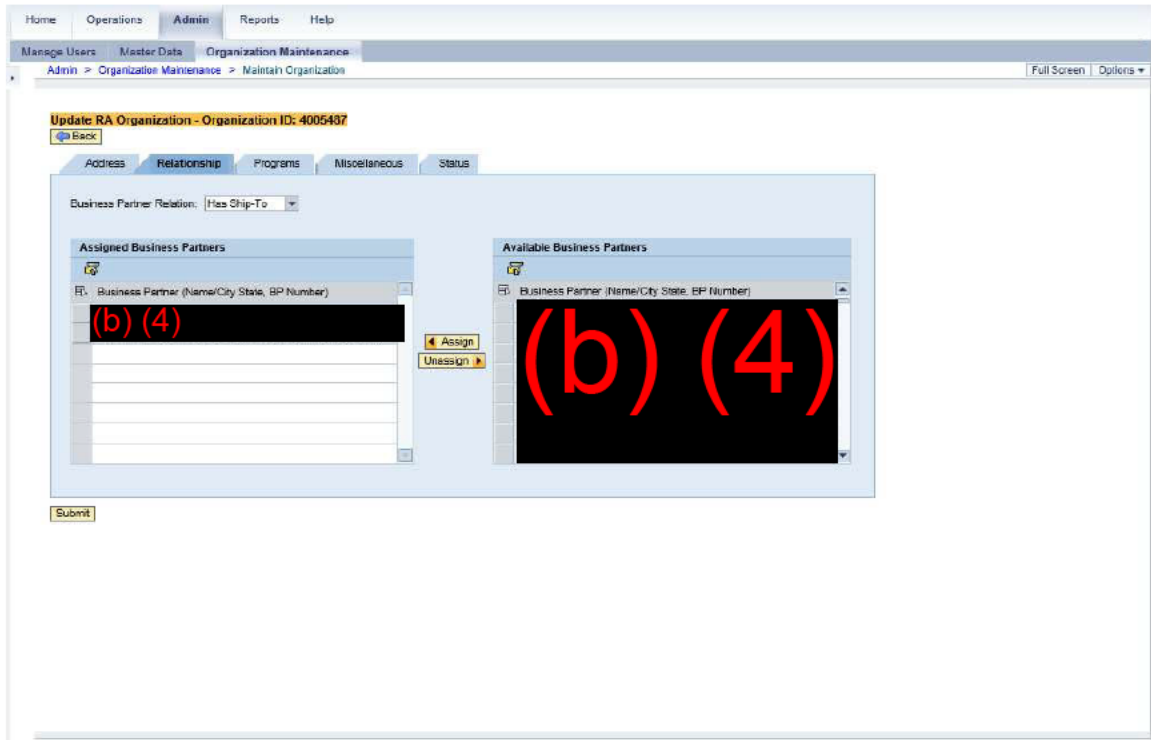 Home Operations Admin Reports Help
Manage Users Master Data Organization Maintenance
Admin > Organization Maintenance > Maintain Organization Full Screen Options
Update RA Organization - Organization ID: 4005487
Back
Address Relationship Programs Miscellaneous Status
Business Partner Relation: Has Ship-To
Assigned Business Partners Available Business Partners
Business Partner (Name/City State, BP Number) Business Partner (Name/City State, BP Number)
(b) (4) (b) (4)
Assign
Unassign
Submit